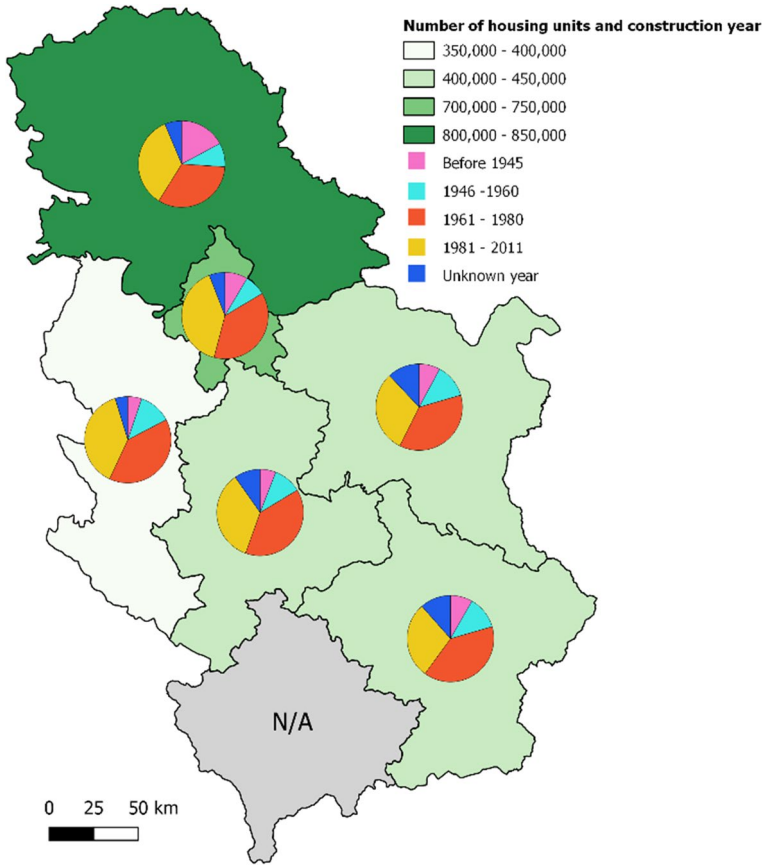 Number of housing units and construction year
350,000 - 400,000
400,000 - 450,000
700,000 - 750,000
800,000 - 850,000
Before 1945
1946 -1960
1961 - 1980
1981 - 2011
Unknown year
N/A
0 25 50 km